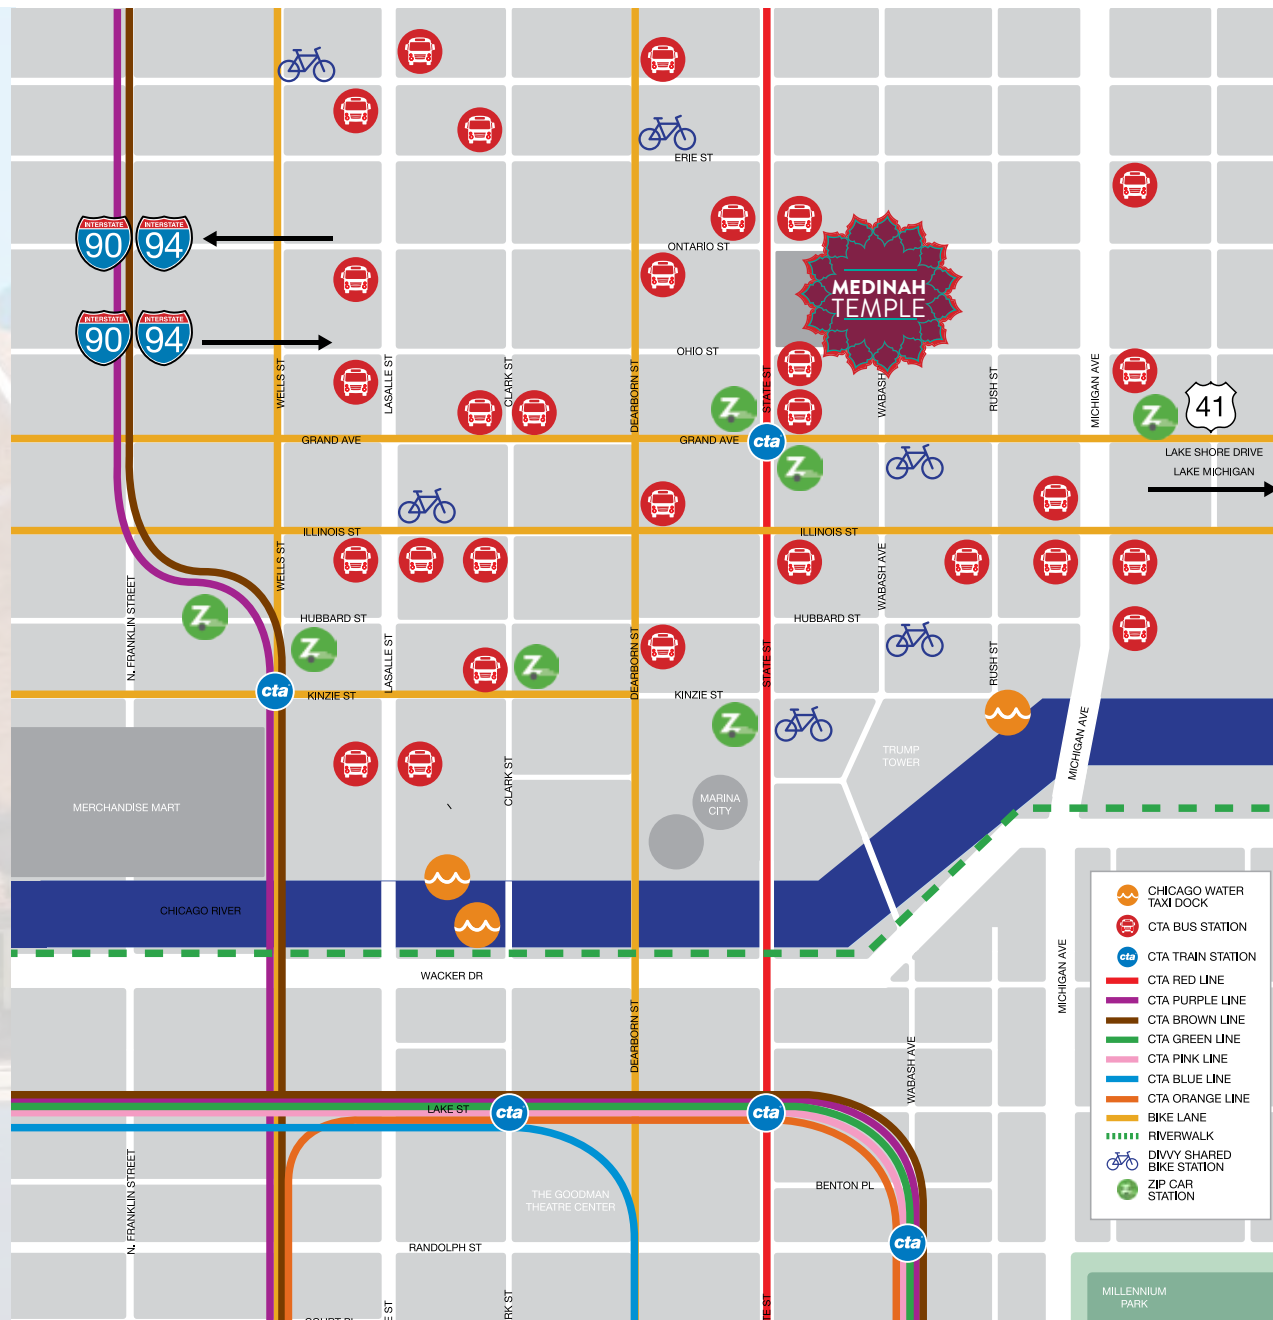 ERIE ST
INTERSTATE
90
INTERSTATE
94
ONTARIO ST
MEDINAH
TEMPLE
INTERSTATE
90
INTERSTATE
94
OHIO ST
WELLS ST
LASALLE ST
CLARK ST
DEARBORN ST
STATE ST
WABASH
RUSH ST
MICHIGAN AVE
41
GRAND AVE
GRAND AVE
cta
LAKE SHORE DRIVE
LAKE MICHIGAN
ILLINOIS ST
ILLINOIS ST
WELLS ST
WABASH AVE
N. FRANKLIN STREET
HUBBARD ST
HUBBARD ST
LASALLE ST
DEARBORN ST
STATE ST
RUSH ST
cta
KINZIE ST
KINZIE ST
MICHIGAN AVE
TRUMP
TOWER
CLARK ST
MARINA
CITY
MERCHANDISE MART
CHICAGO RIVER
WACKER DR
MICHIGAN AVE
DEARBORN ST
WABASH AVE
LAKE ST
cta
cta
N. FRANKLIN STREET
BENTON PL
THE GOODMAN
THEATRE CENTER
cta
RANDOLPH ST
MILLENNIUM
PARK
CHICAGO WATER
TAXI DOCK
CTA BUS STATION
cta
CTA TRAIN STATION
CTA RED LINE
CTA PURPLE LINE
CTA BROWN LINE
CTA GREEN LINE
CTA PINK LINE
CTA BLUE LINE
CTA ORANGE LINE
BIKE LANE
RIVERWALK
DIVVY SHARED
BIKE STATION
ZIP CAR
STATION